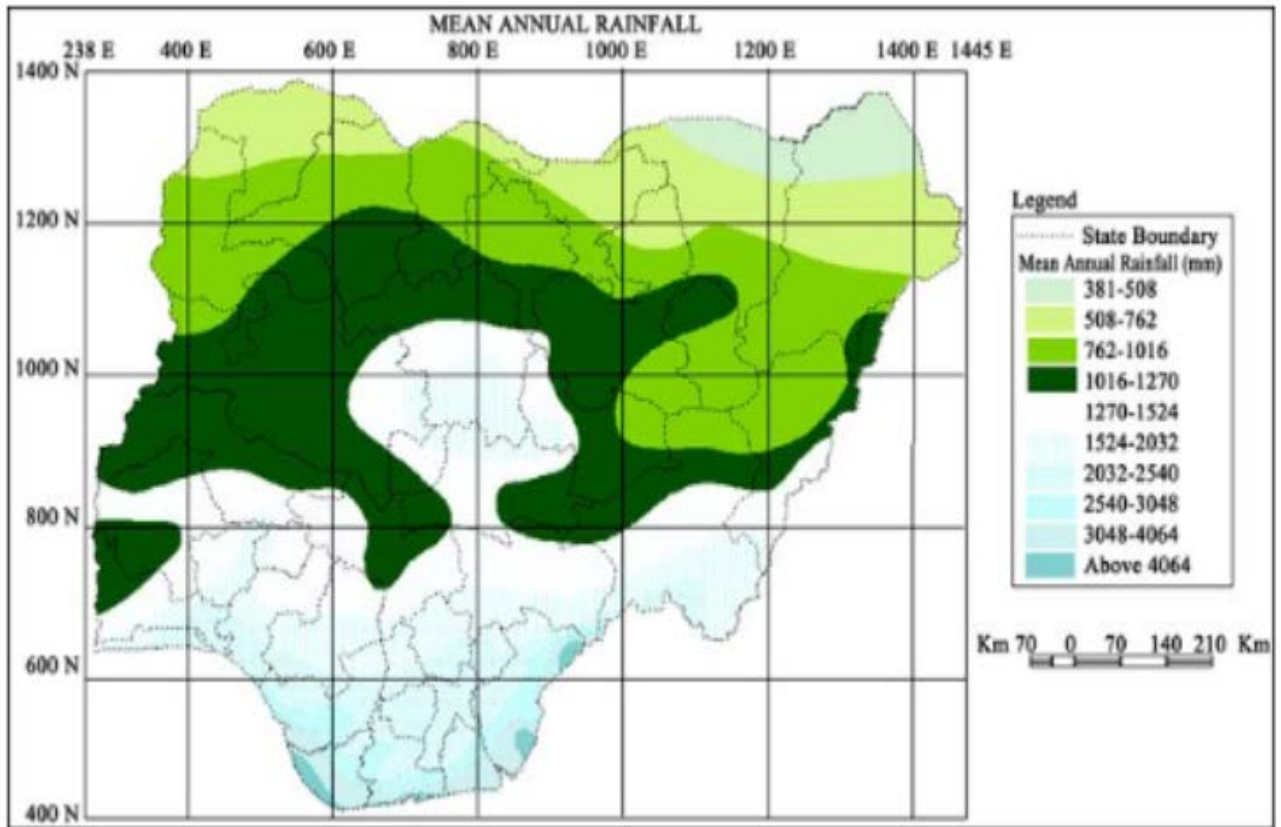 MEAN ANNUAL RAINFALL
238 E 400 E 600 E 800 E 1000 E 1200 E 1400 E 1445 E
1400 N
1200 N
1000 N
800 N
600 N
400 N
Legend
State Boundary
Mean Annual Rainfall (mm)
381-508
508-762
762-1016
1016-1270
1270-1524
1524-2032
2032-2540
2540-3048
3048-4064
Above 4064
Km 70 0 70 140 210 Km